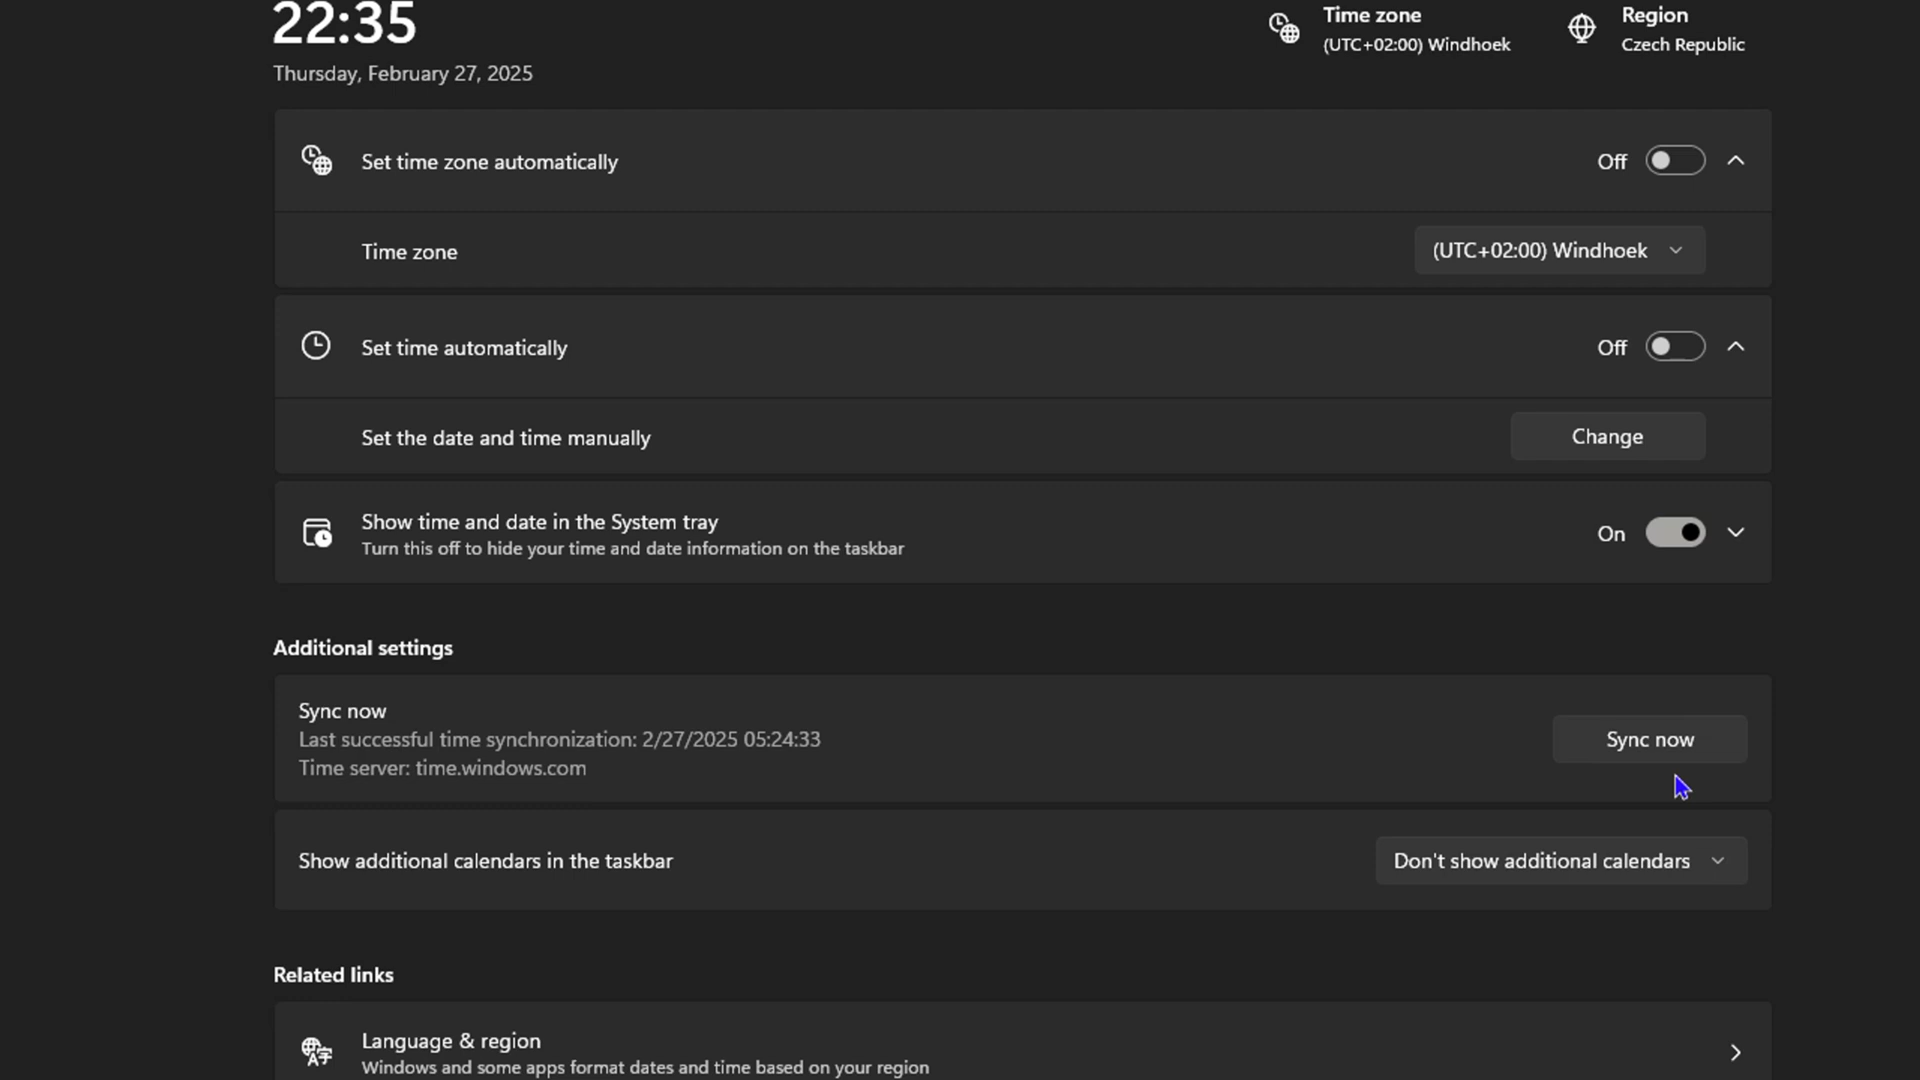 22:35
Thursday, February 27, 2025
Time zone
(UTC+02:00) Windhoek
Region
Czech Republic
Set time zone automatically
Off
Time zone
(UTC+02:00) Windhoek
Set time automatically
Off
Set the date and time manually
Change
Show time and date in the System tray
Turn this off to hide your time and date information on the taskbar
On
Additional settings
Sync now
Last successful time synchronization: 2/27/2025 05:24:33
Time server: time.windows.com
Sync now
Show additional calendars in the taskbar
Don't show additional calendars
Related links
Language & region
Windows and some apps format dates and time based on your region